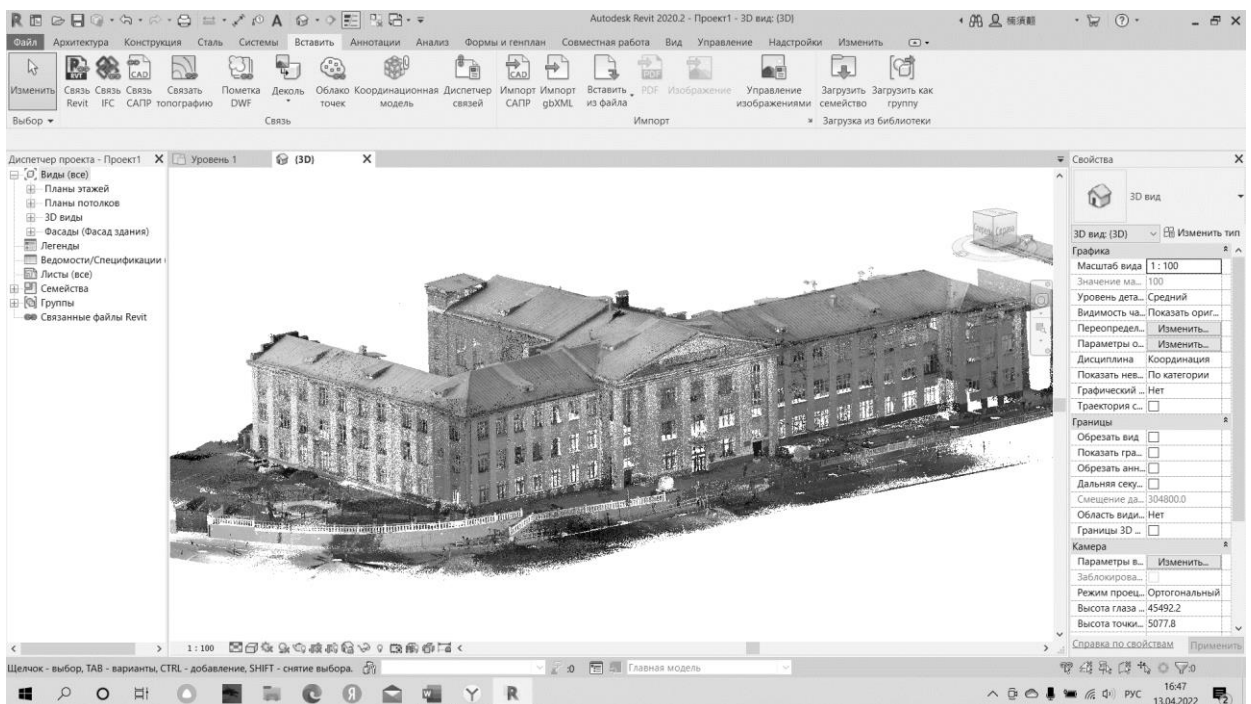 Autodesk Revit 2020.2 - Проект1 - 3D вид: {3D}
Файл Архитектура Конструкция Сталь Системы Вставить Аннотации Анализ Формы и генплан Совместная работа Вид Управление Надстройки Изменить
Изменить Связь Связь Связь Связать Пометка Деколь Облако Координационная Диспетчер Импорт Импорт Вставить PDF Изображение Управление Загрузить Загрузить как
Revit IFC САПР топографию DWF точек модель связей САПР gbXML из файла изображениями семейство группу
Выбор Связь Импорт Загрузка из библиотеки
Диспетчер проекта - Проект1
Уровень 1
{3D}
Виды (все)
Планы этажей
Планы потолков
3D виды
Фасады (Фасад здания)
Легенды
Ведомости/Спецификации
Листы (все)
Семейства
Группы
Связанные файлы Revit
Свойства
3D вид
3D вид: {3D} Изменить тип
Графика
Масштаб вида 1 : 100
Значение ма... 100
Уровень дета... Средний
Видимость ча... Показать ориг...
Переопредел... Изменить...
Параметры о... Изменить...
Дисциплина Координация
Показать нев... По категории
Графический ... Нет
Траектория с...
Границы
Обрезать вид
Показать гра...
Обрезать анн...
Дальняя секу...
Смещение да... 304800.0
Область види... Нет
Границы 3D ...
Камера
Параметры в... Изменить...
Заблокирова...
Режим проец... Ортогональный
Высота глаза ... 45492.2
Высота точки... 5077.8
Справка по свойствам Применить
1 : 100
Щелчок - выбор, TAB - варианты, CTRL - добавление, SHIFT - снятие выбора.
:0
Главная модель
:0
РУС
16:47
13.04.2022